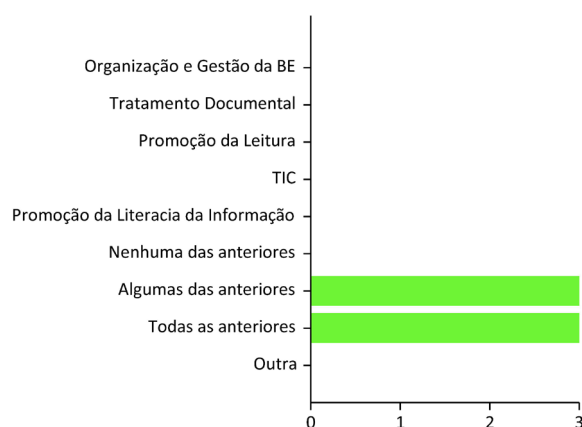 Organização e Gestão da BE
Tratamento Documental
Promoção da Leitura
TIC
Promoção da Literacia da Informação
Nenhuma das anteriores
Algumas das anteriores
Todas as anteriores
Outra
0 1 2 3